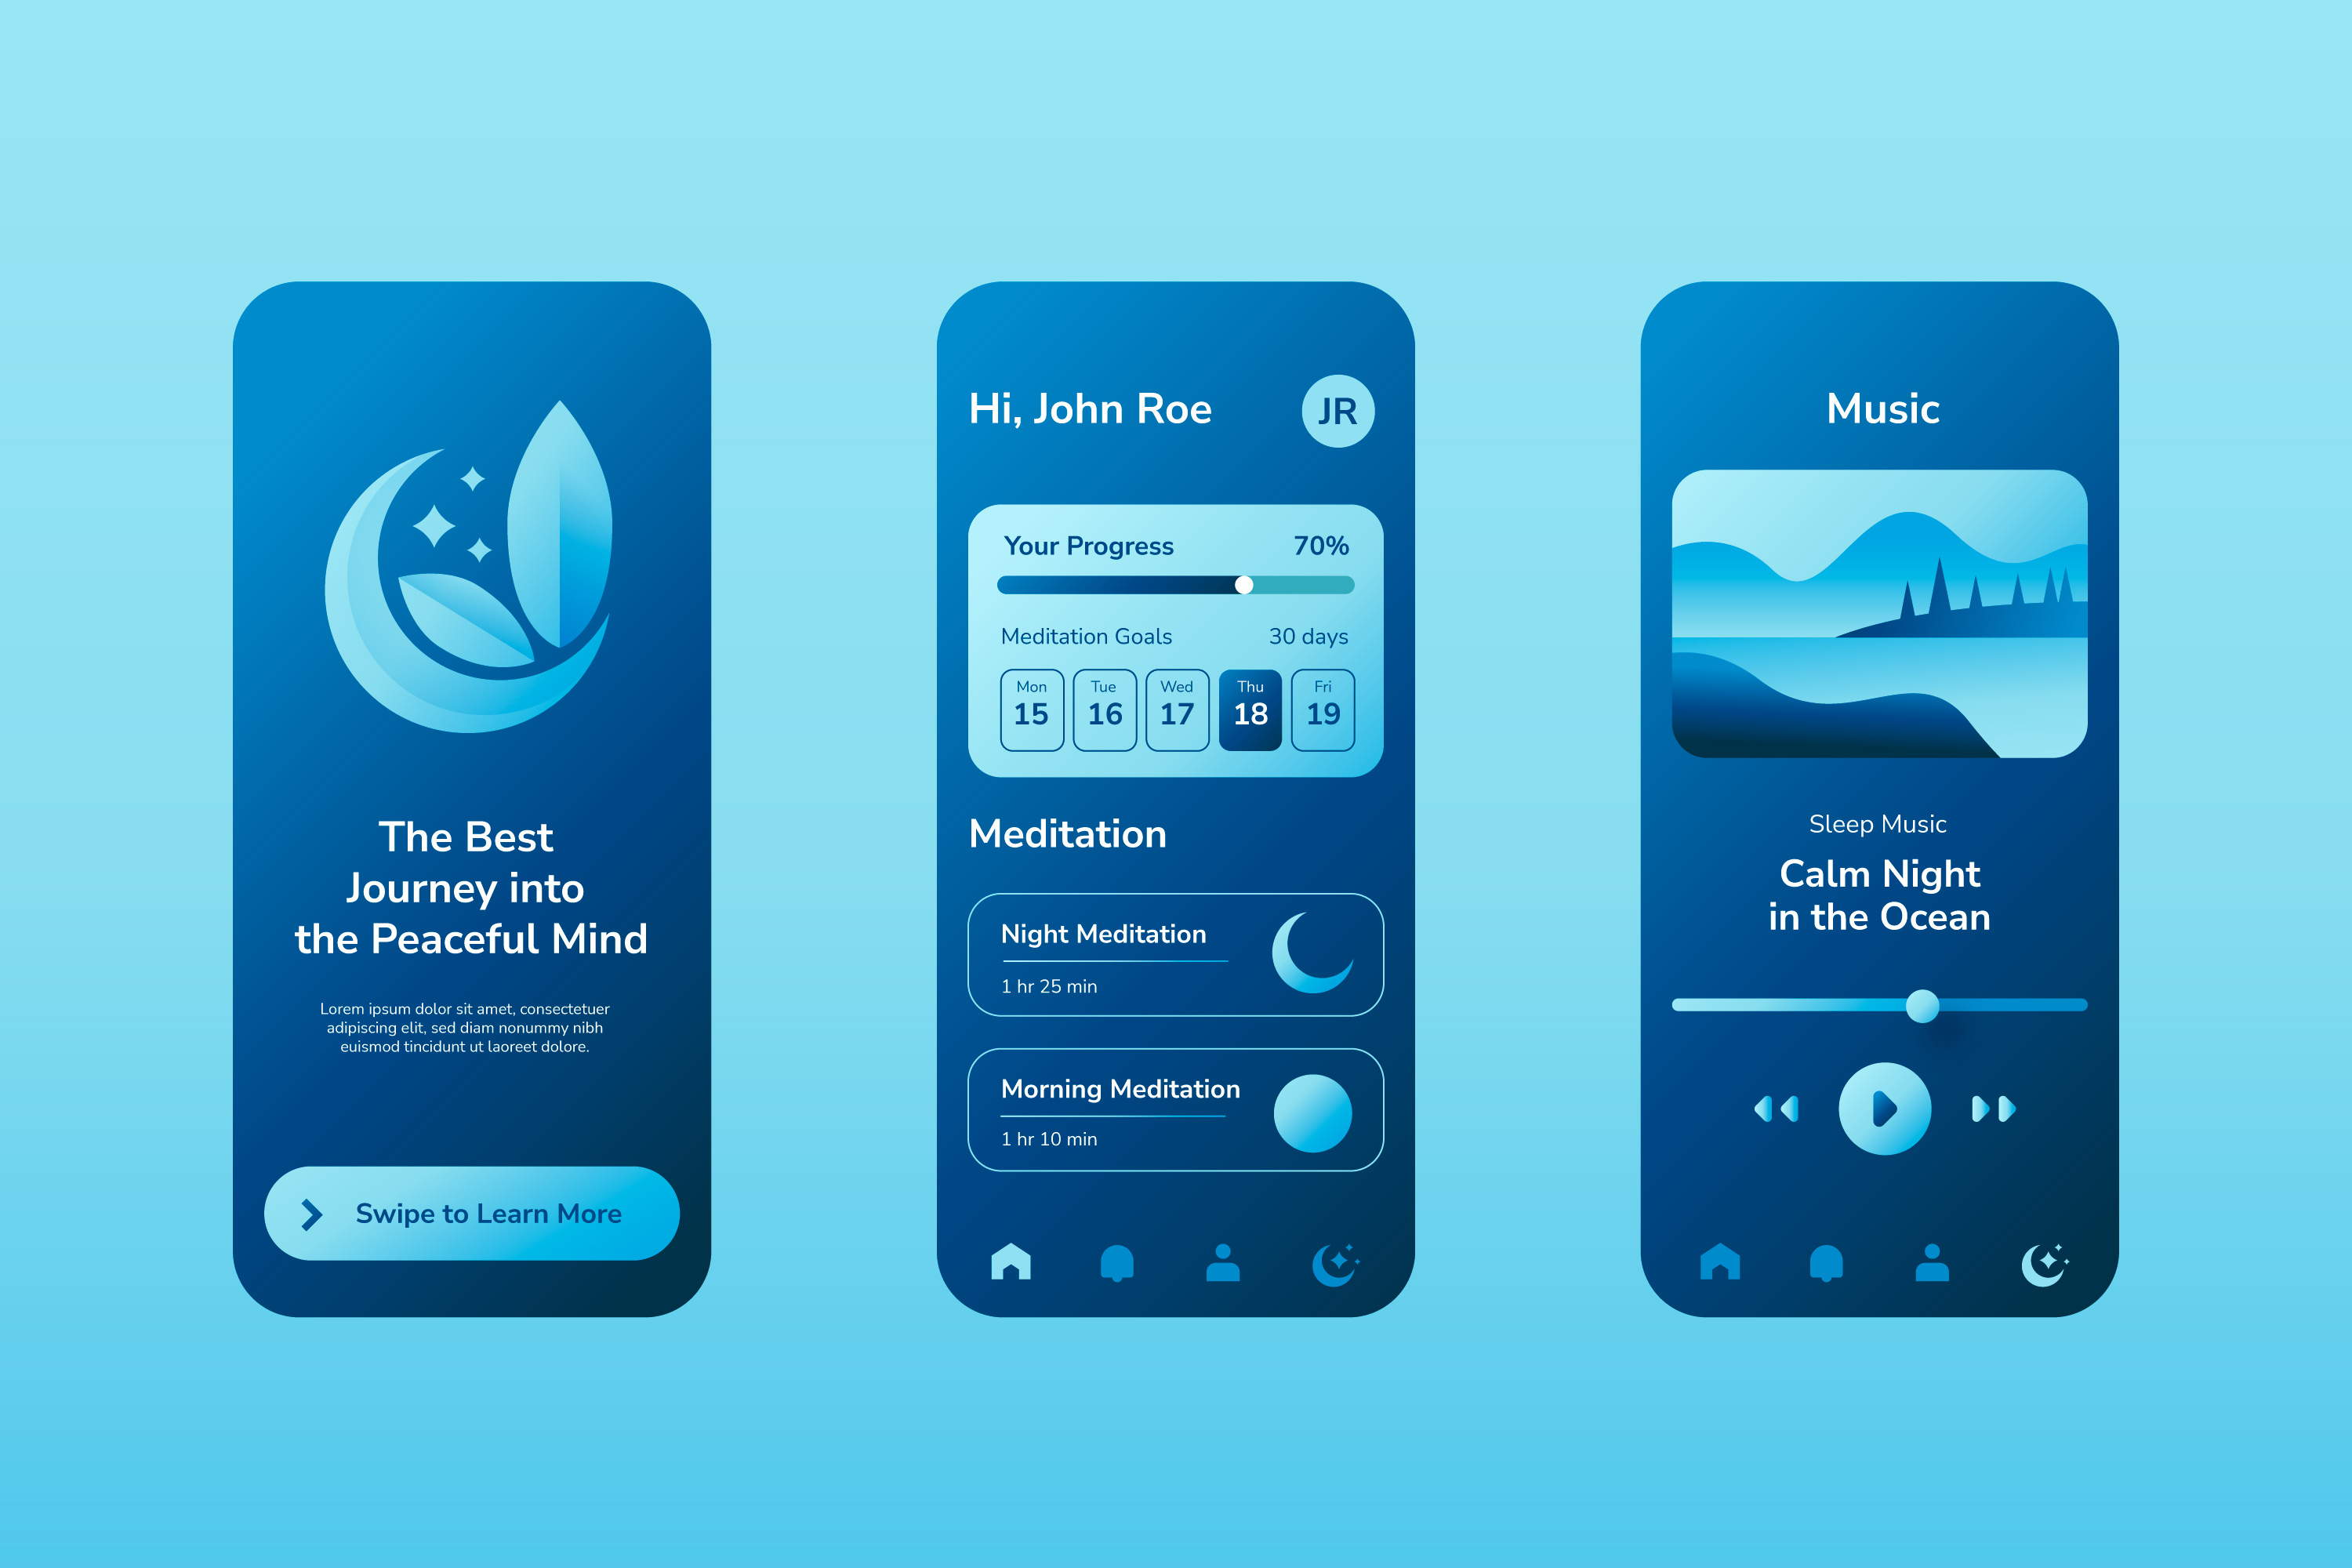 The Best
Journey into
the Peaceful Mind
Lorem ipsum dolor sit amet, consectetuer
adipiscing elit, sed diam nonummy nibh
euismod tincidunt ut laoreet dolore.
Swipe to Learn More
Hi, John Roe
JR
Your Progress 70%
Meditation Goals 30 days
Mon Tue Wed Thu Fri
15 16 17 18 19
Meditation
Night Meditation
1 hr 25 min
Morning Meditation
1 hr 10 min
Music
Sleep Music
Calm Night
in the Ocean